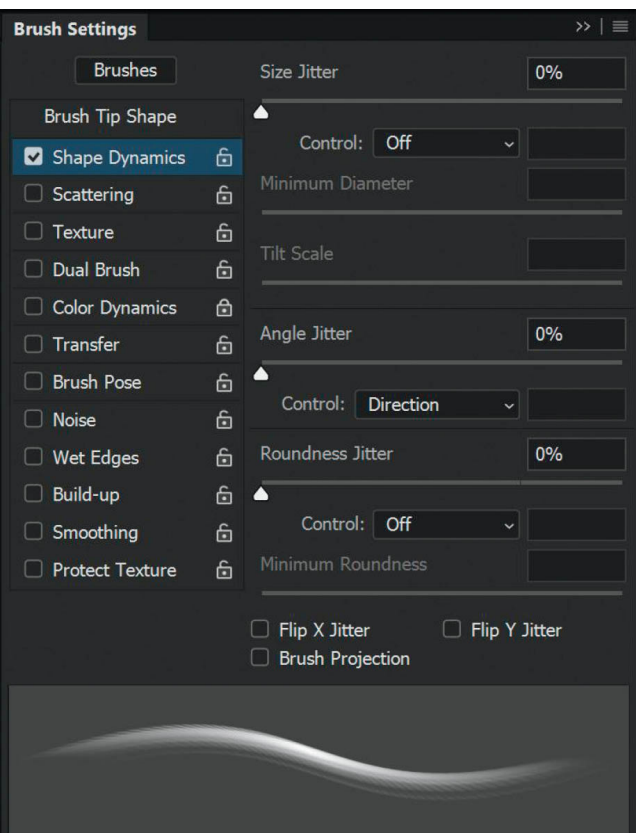 Brush Settings
Brushes
Brush Tip Shape
Shape Dynamics
Scattering
Texture
Dual Brush
Color Dynamics
Transfer
Brush Pose
Noise
Wet Edges
Build-up
Smoothing
Protect Texture
Size Jitter 0%
Control: Off
Minimum Diameter
Tilt Scale
Angle Jitter 0%
Control: Direction
Roundness Jitter 0%
Control: Off
Minimum Roundness
Flip X Jitter Flip Y Jitter
Brush Projection